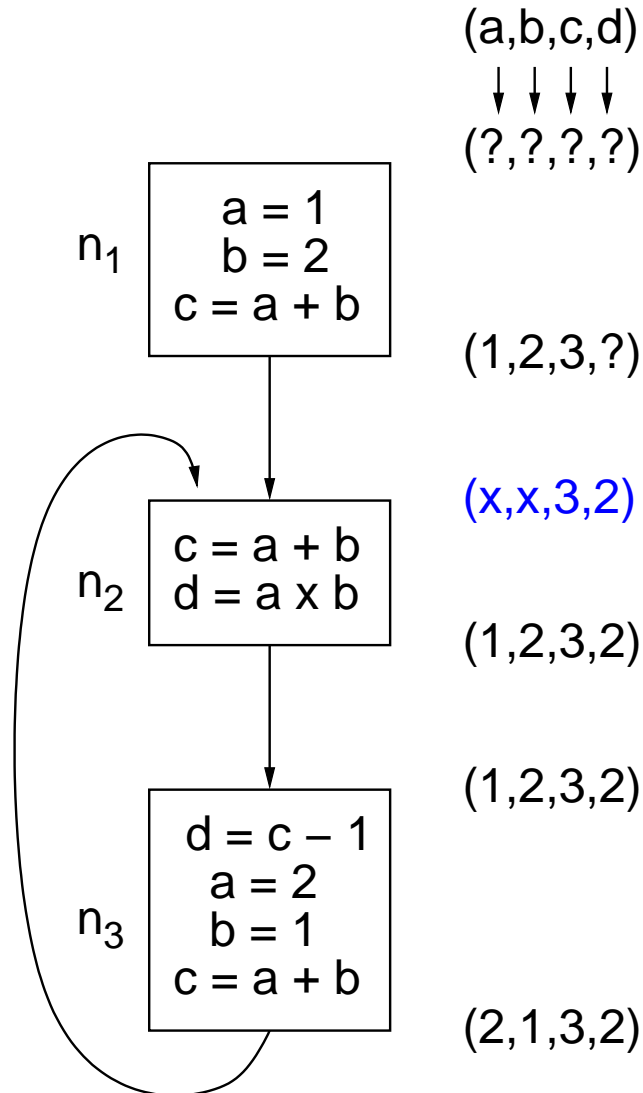 (a,b,c,d)
(?,?,?,?)
n₁
a = 1
b = 2
c = a + b
(1,2,3,?)
(x,x,3,2)
n₂
c = a + b
d = a x b
(1,2,3,2)
(1,2,3,2)
n₃
d = c – 1
a = 2
b = 1
c = a + b
(2,1,3,2)